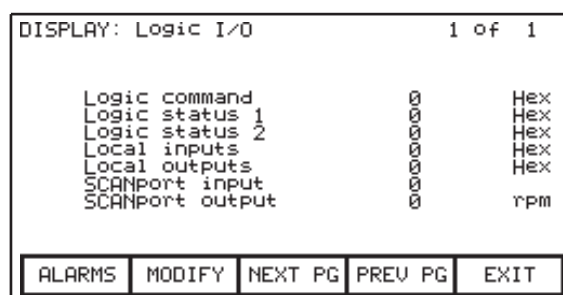 DISPLAY: Logic I/O 1 of 1
Logic command 0 Hex
Logic status 1 0 Hex
Logic status 2 0 Hex
Local inputs 0 Hex
Local outputs 0 Hex
SCANport input 0
SCANport output 0 rpm
ALARMS MODIFY NEXT PG PREV PG EXIT